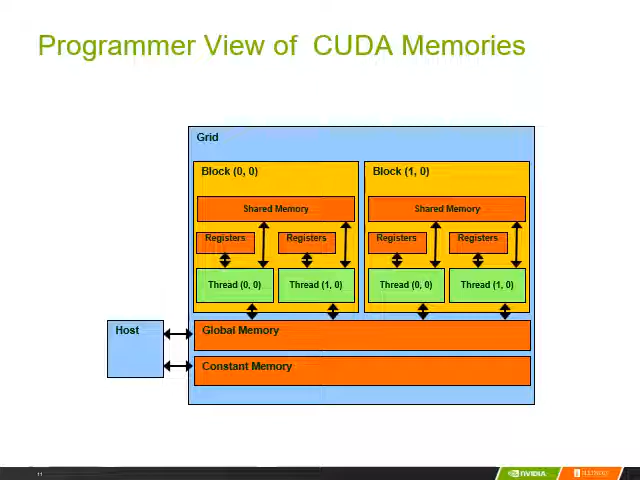 Programmer View of  CUDA Memories
Grid
Block (0, 0)
Block (1, 0)
Shared Memory
Shared Memory
Registers
Registers
Registers
Registers
Thread (0, 0)
Thread (1, 0)
Thread (0, 0)
Thread (1, 0)
Host
Global Memory
Constant Memory
11
NVIDIA
ILLINOIS